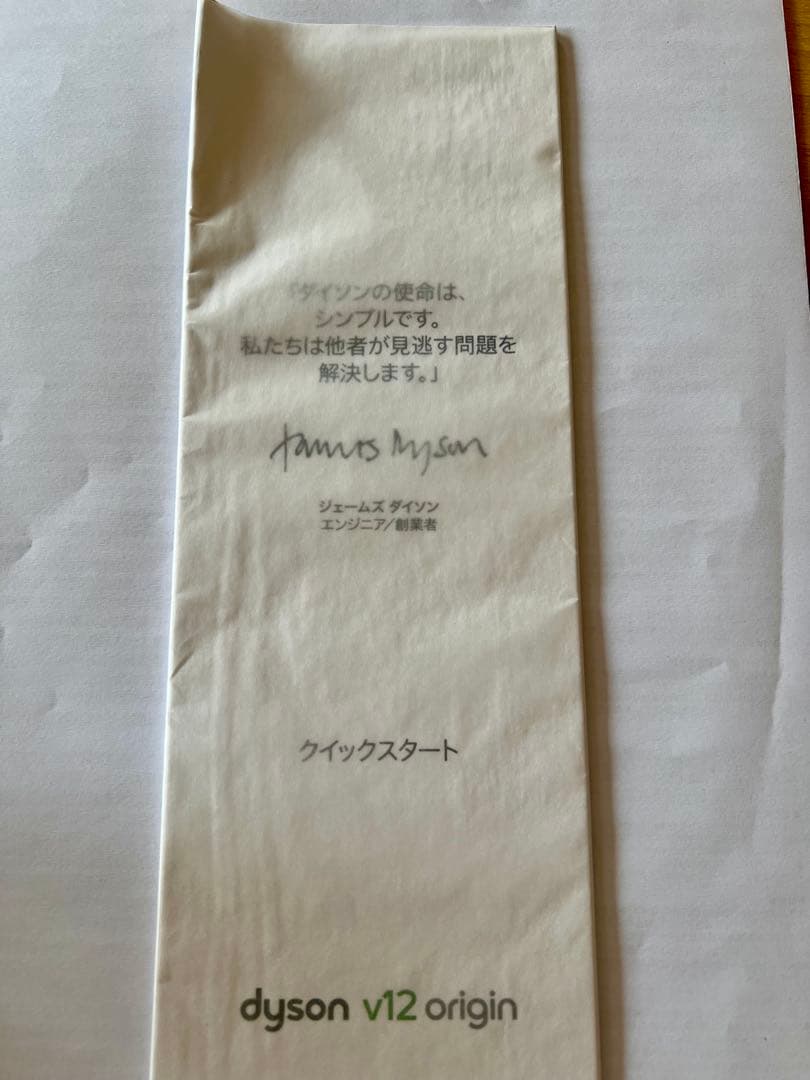 「ダイソンの使命は、
シンプルです。
私たちは他者が見逃す問題を
解決します。」
James Dyson
ジェームズ ダイソン
エンジニア/創業者
クイックスタート
dyson v12 origin